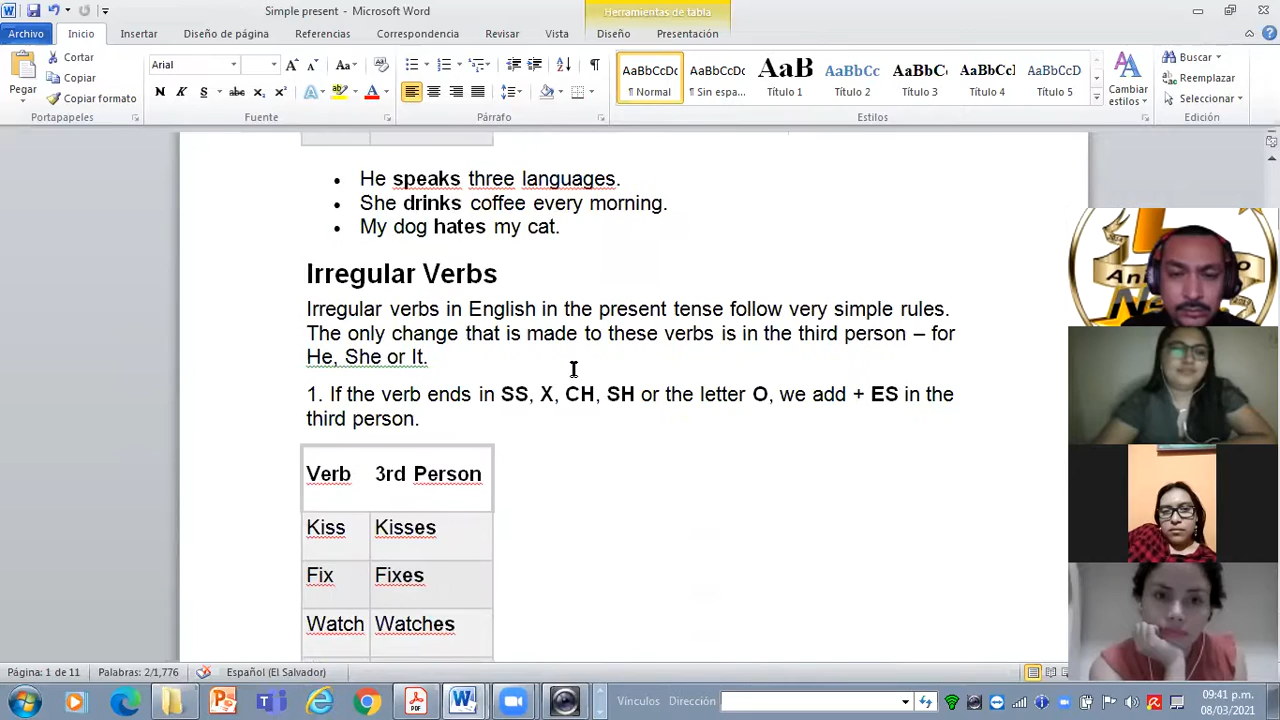 Simple present - Microsoft Word
Herramientas de tabla
Archivo Inicio Insertar Diseño de página Referencias Correspondencia Revisar Vista Diseño Presentación
Pegar
Cortar
Copiar
Copiar formato
Portapapeles
Arial
N K S abc x₂ x²
Fuente
Párrafo
AaBbCcDc AaBbCcDc AaB AaBbCc AaBbC AaBbCcI AaBbCcD
¶ Normal ¶ Sin espa... Título 1 Título 2 Título 3 Título 4 Título 5
Cambiar estilos
Estilos
Buscar
Reemplazar
Seleccionar
Edición
• He speaks three languages.
• She drinks coffee every morning.
• My dog hates my cat.
Irregular Verbs
Irregular verbs in English in the present tense follow very simple rules.
The only change that is made to these verbs is in the third person – for
He, She or It.
1. If the verb ends in SS, X, CH, SH or the letter O, we add + ES in the
third person.
Verb 3rd Person
Kiss Kisses
Fix Fixes
Watch Watches
Página: 1 de 11 Palabras: 2/1,776 Español (El Salvador)
Vínculos Dirección
09:41 p.m.
08/03/2021